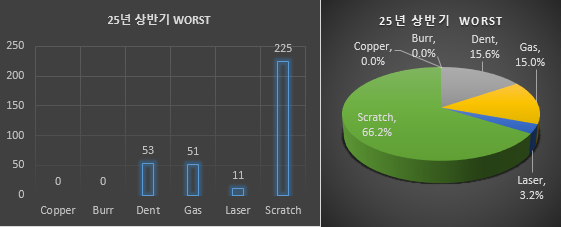 25년 상반기 WORST
250
200
150
100
50
0
0
0
53
51
11
225
Copper
Burr
Dent
Gas
Laser
Scratch
25년 상반기 WORST
Copper,
0.0%
Burr,
0.0%
Dent,
15.6%
Gas,
15.0%
Laser,
3.2%
Scratch,
66.2%